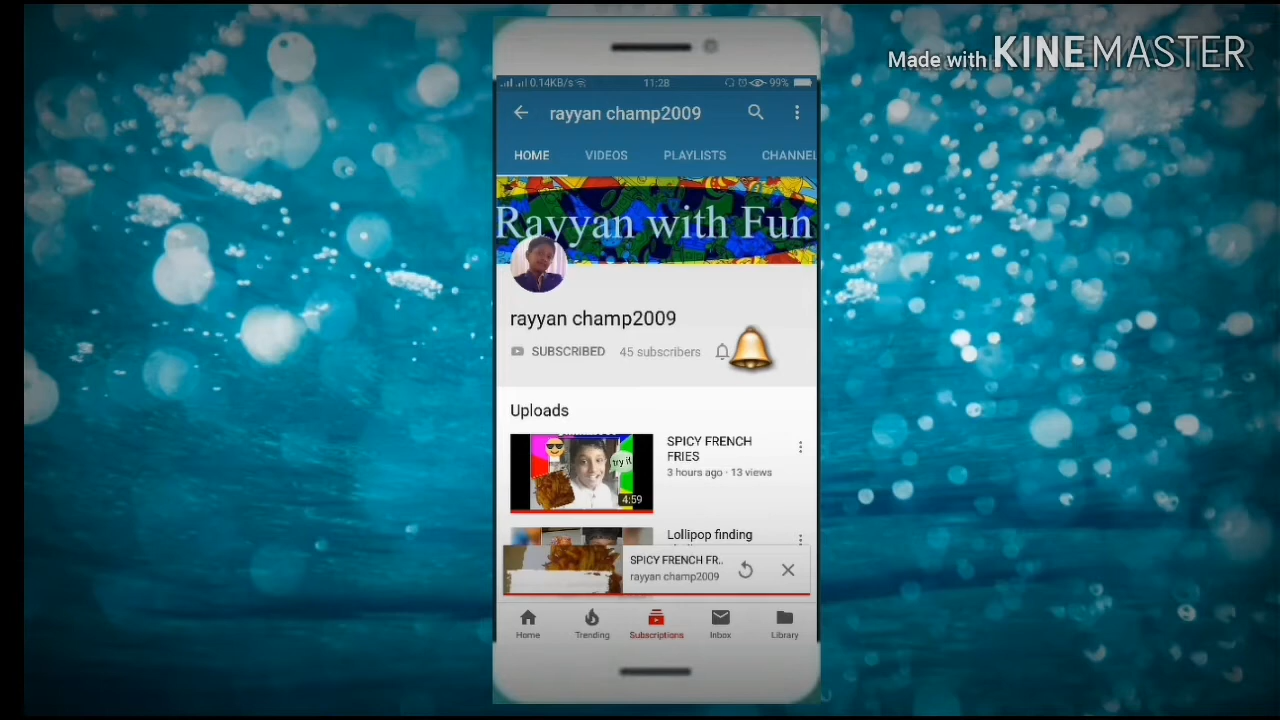 Made with KINEMASTER
0.14KB/s 11:28 99%
rayyan champ2009
HOME VIDEOS PLAYLISTS CHANNEL
Rayyan with Fun
rayyan champ2009
SUBSCRIBED 45 subscribers
Uploads
SPICY FRENCH
FRIES
3 hours ago · 13 views
try it
4:59
Lollipop finding
SPICY FRENCH FR..
rayyan champ2009
Home Trending Subscriptions Inbox Library